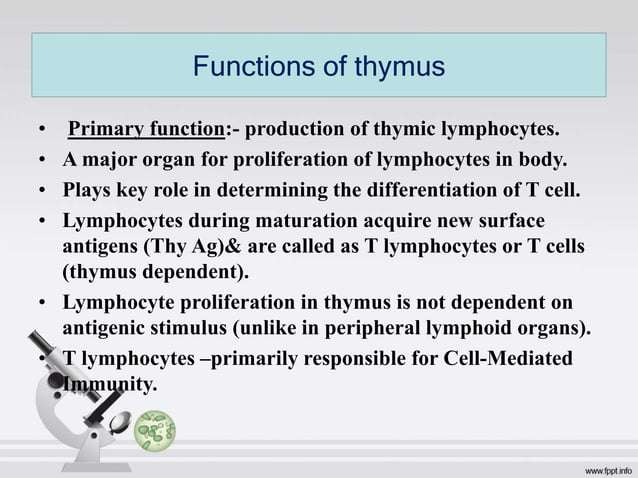 Functions of thymus
• Primary function:- production of thymic lymphocytes.
• A major organ for proliferation of lymphocytes in body.
• Plays key role in determining the differentiation of T cell.
• Lymphocytes during maturation acquire new surface
antigens (Thy Ag)& are called as T lymphocytes or T cells
(thymus dependent).
• Lymphocyte proliferation in thymus is not dependent on
antigenic stimulus (unlike in peripheral lymphoid organs).
• T lymphocytes –primarily responsible for Cell-Mediated
Immunity.
www.fppt.info